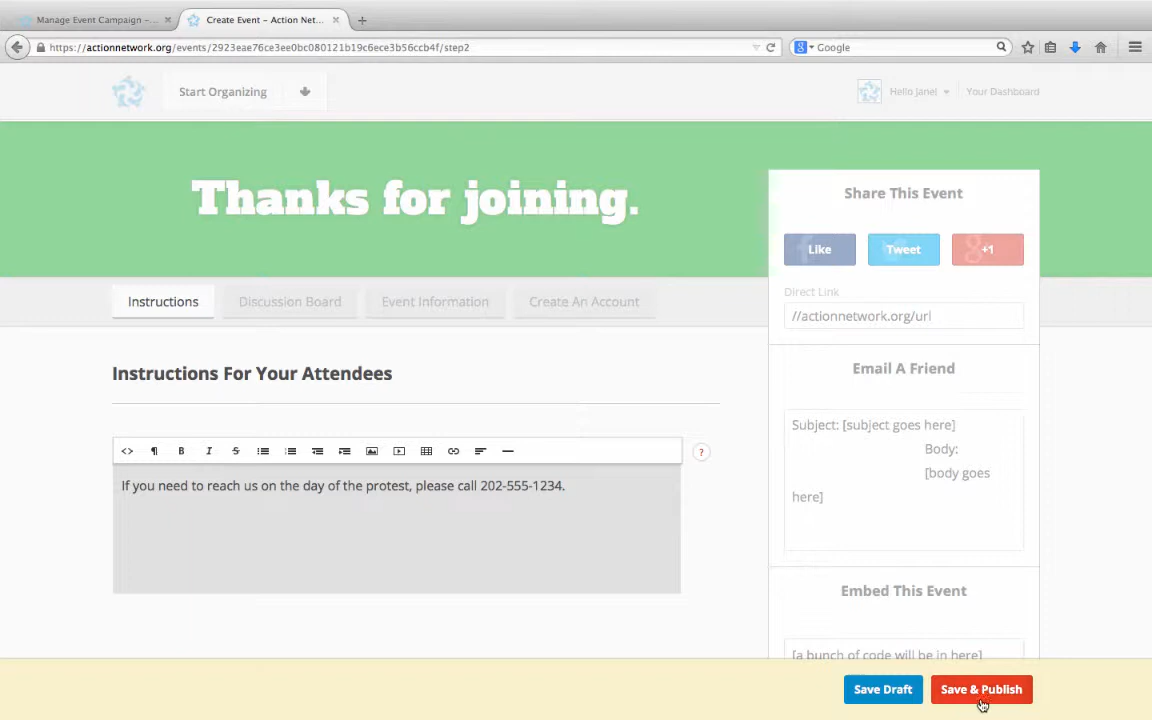 Manage Event Campaign -... ×
Create Event – Action Net... ×
https://actionnetwork.org/events/2923eae76ce3ee0bc080121b19c6ece3b56ccb4f/step2
Google
Start Organizing
Hello Janel
Your Dashboard
Thanks for joining.
Share This Event
Like
Tweet
+1
Direct Link
//actionnetwork.org/url
Instructions
Discussion Board
Event Information
Create An Account
Email A Friend
Subject: [subject goes here]
Body:
[body goes
here]
Instructions For Your Attendees
If you need to reach us on the day of the protest, please call 202-555-1234.
Embed This Event
[a bunch of code will be in here]
Save Draft
Save & Publish